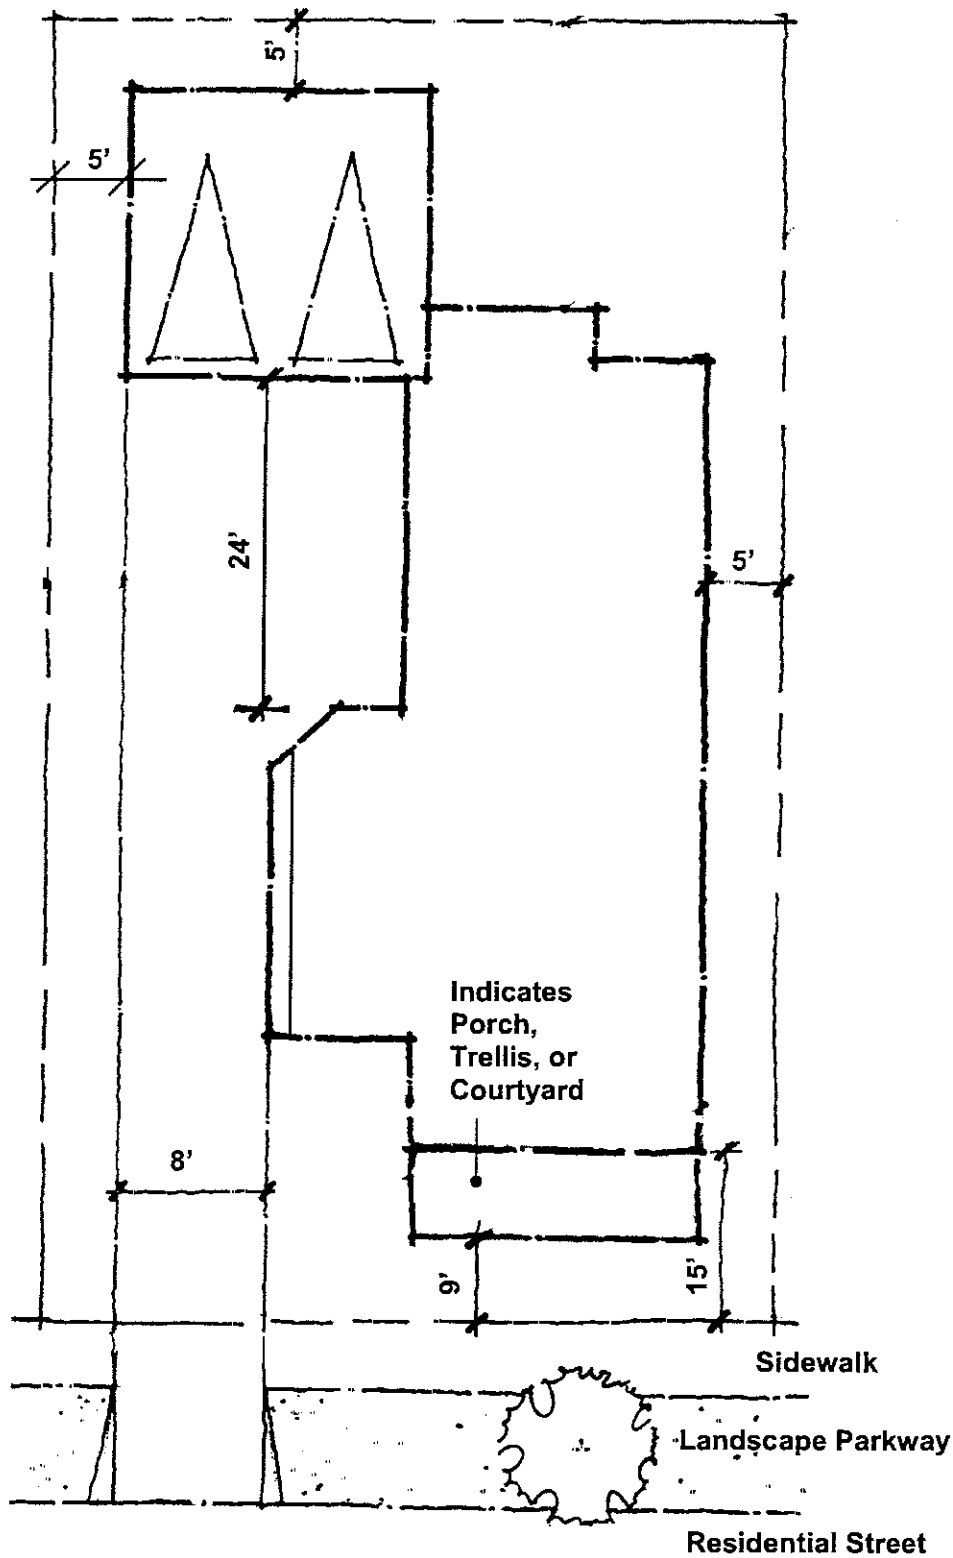 5'
5'
24'
5'
Indicates
Porch,
Trellis, or
Courtyard
8'
9'
15'
Sidewalk
Landscape Parkway
Residential Street